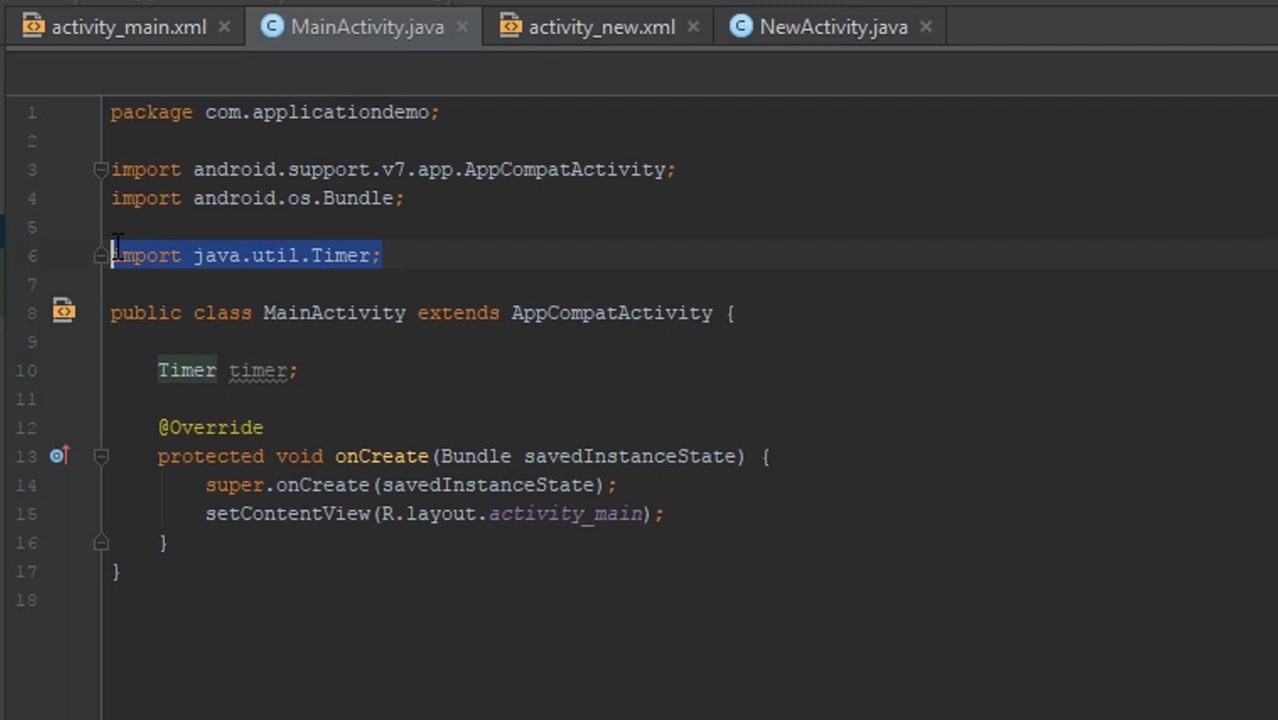 activity_main.xml × MainActivity.java × activity_new.xml × NewActivity.java ×
1 package com.applicationdemo;
2
3 import android.support.v7.app.AppCompatActivity;
4 import android.os.Bundle;
5
6 import java.util.Timer;
7
8 public class MainActivity extends AppCompatActivity {
9
10 Timer timer;
11
12 @Override
13 protected void onCreate(Bundle savedInstanceState) {
14 super.onCreate(savedInstanceState);
15 setContentView(R.layout.activity_main);
16 }
17 }
18